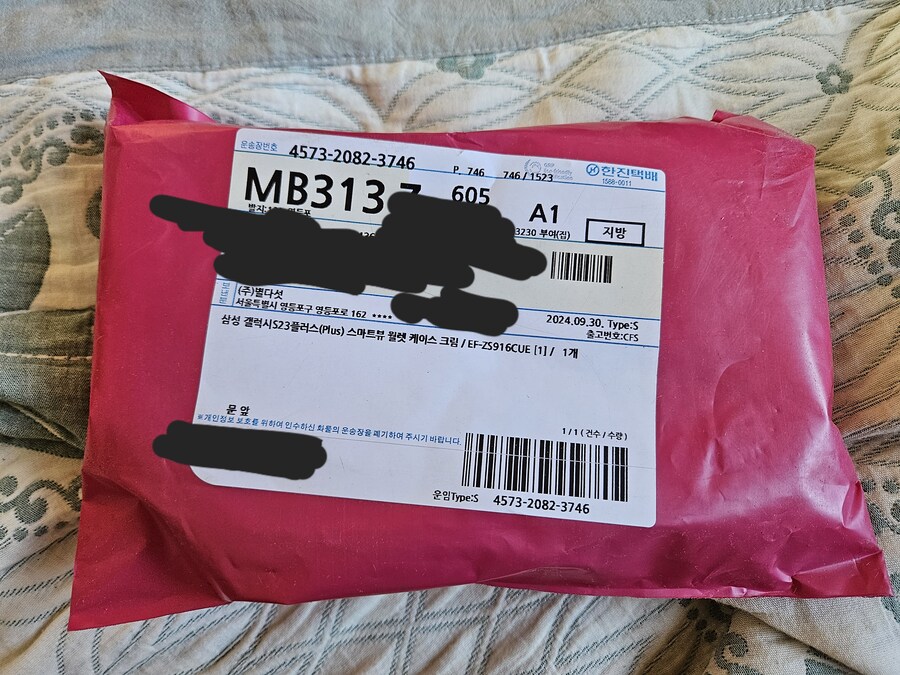 운송장번호 4573-2082-3746
P. 746 746 / 1523
한진택배
1588-0011
MB313 605 A1
3230 부여(집) 지방
(주)별다섯
서울특별시 영등포구 영등포로 162 ****
2024.09.30. Type:S
출고번호:CFS
삼성 갤럭시S23플러스(Plus) 스마트뷰 월렛 케이스 크림 / EF-ZS916CUE [1] / 1개
문 앞
※개인정보 보호를 위하여 인수하신 화물의 운송장을 폐기하여 주시기 바랍니다.
1 / 1 ( 건수 / 수량 )
운임Type:S 4573-2082-3746